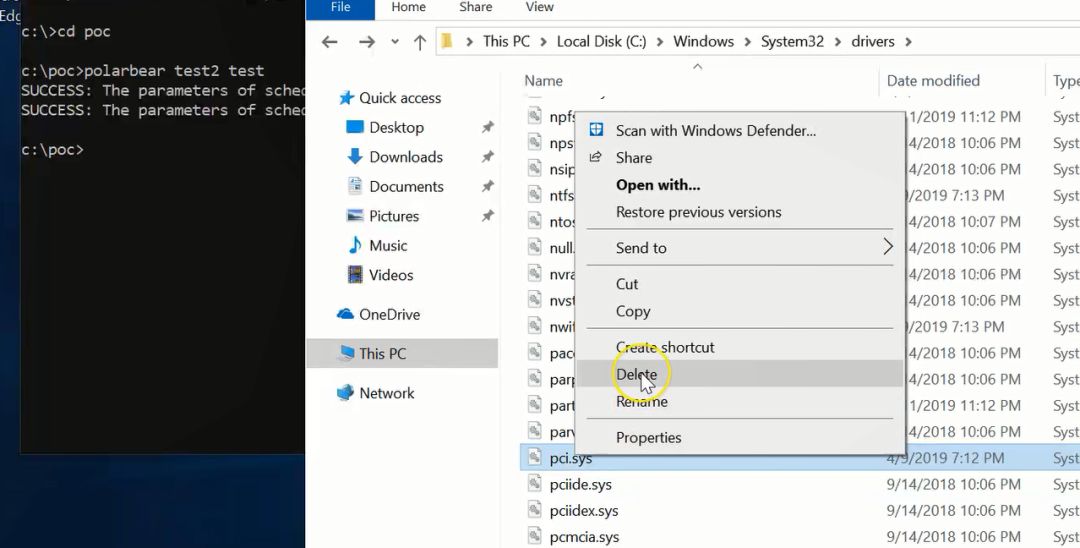 Edg
c:\>cd poc
c:\poc>polarbear test2 test
SUCCESS: The parameters of sched
SUCCESS: The parameters of sched
c:\poc>
File Home Share View
This PC > Local Disk (C:) > Windows > System32 > drivers >
Name Date modified Type
Quick access
Desktop
Downloads
Documents
Pictures
Music
Videos
OneDrive
This PC
Network
npfs 1/2019 11:12 PM Syst
nps 4/2018 10:06 PM Syst
nsip 4/2018 10:06 PM Syst
ntfs 9/2019 7:13 PM Syst
ntos 4/2018 10:07 PM Syst
null. 4/2018 10:06 PM Syst
nvra 4/2018 10:06 PM Syst
nvst 4/2018 10:06 PM Syst
nwif 9/2019 7:13 PM Syst
pace 4/2018 10:06 PM Syst
parp 4/2018 10:06 PM Syst
part 1/2019 11:12 PM Syst
parv 4/2018 10:06 PM Syst
pci.sys 4/9/2019 7:12 PM Syst
pciide.sys 9/14/2018 10:06 PM Syst
pciidex.sys 9/14/2018 10:06 PM Syst
pcmcia.sys 9/14/2018 10:06 PM Syst
Scan with Windows Defender...
Share
Open with...
Restore previous versions
Send to
Cut
Copy
Create shortcut
Delete
Rename
Properties